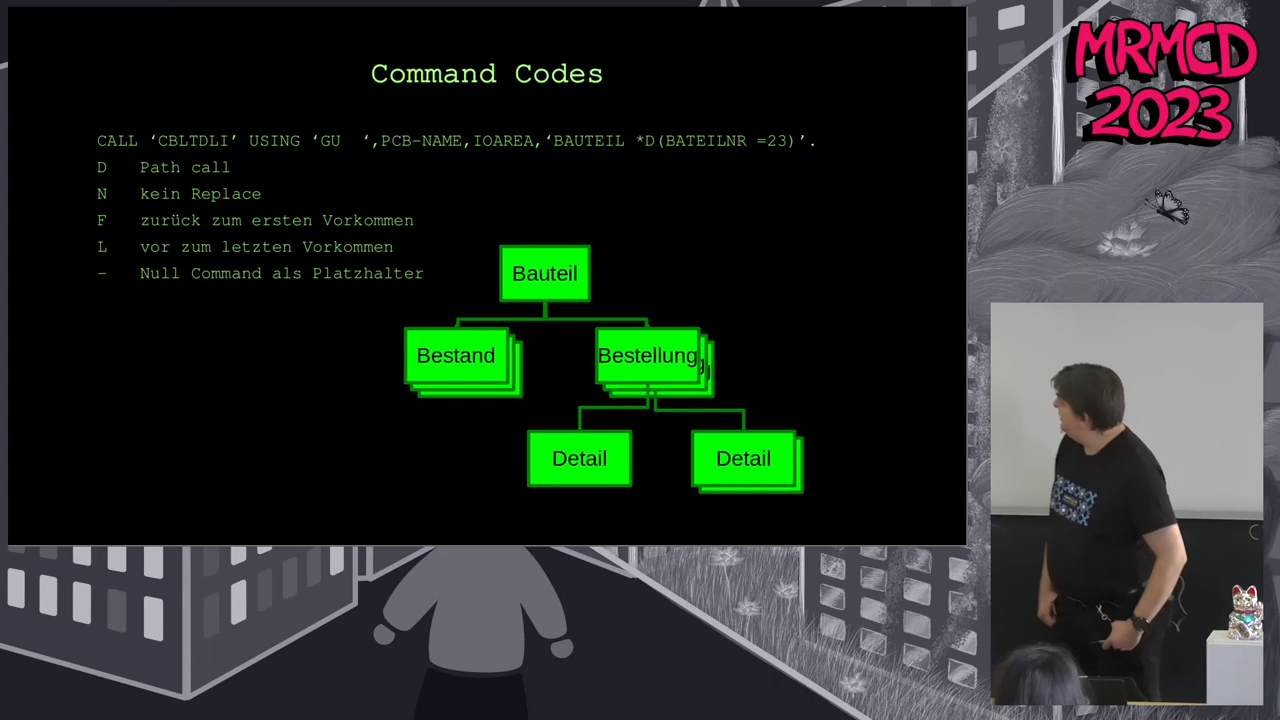 Command Codes
CALL ‘CBLTDLI’ USING ‘GU  ‘,PCB-NAME,IOAREA,‘BAUTEIL *D(BATEILNR =23)’.
D Path call
N kein Replace
F zurück zum ersten Vorkommen
L vor zum letzten Vorkommen
- Null Command als Platzhalter
Bauteil
Bestand
Bestellung
Detail
Detail
MRMCD
2023